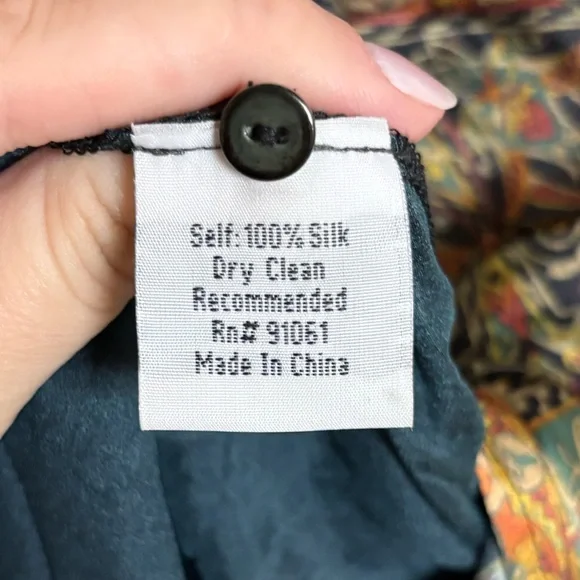 Self: 100% Silk
Dry Clean
Recommended
Rn# 91061
Made In China